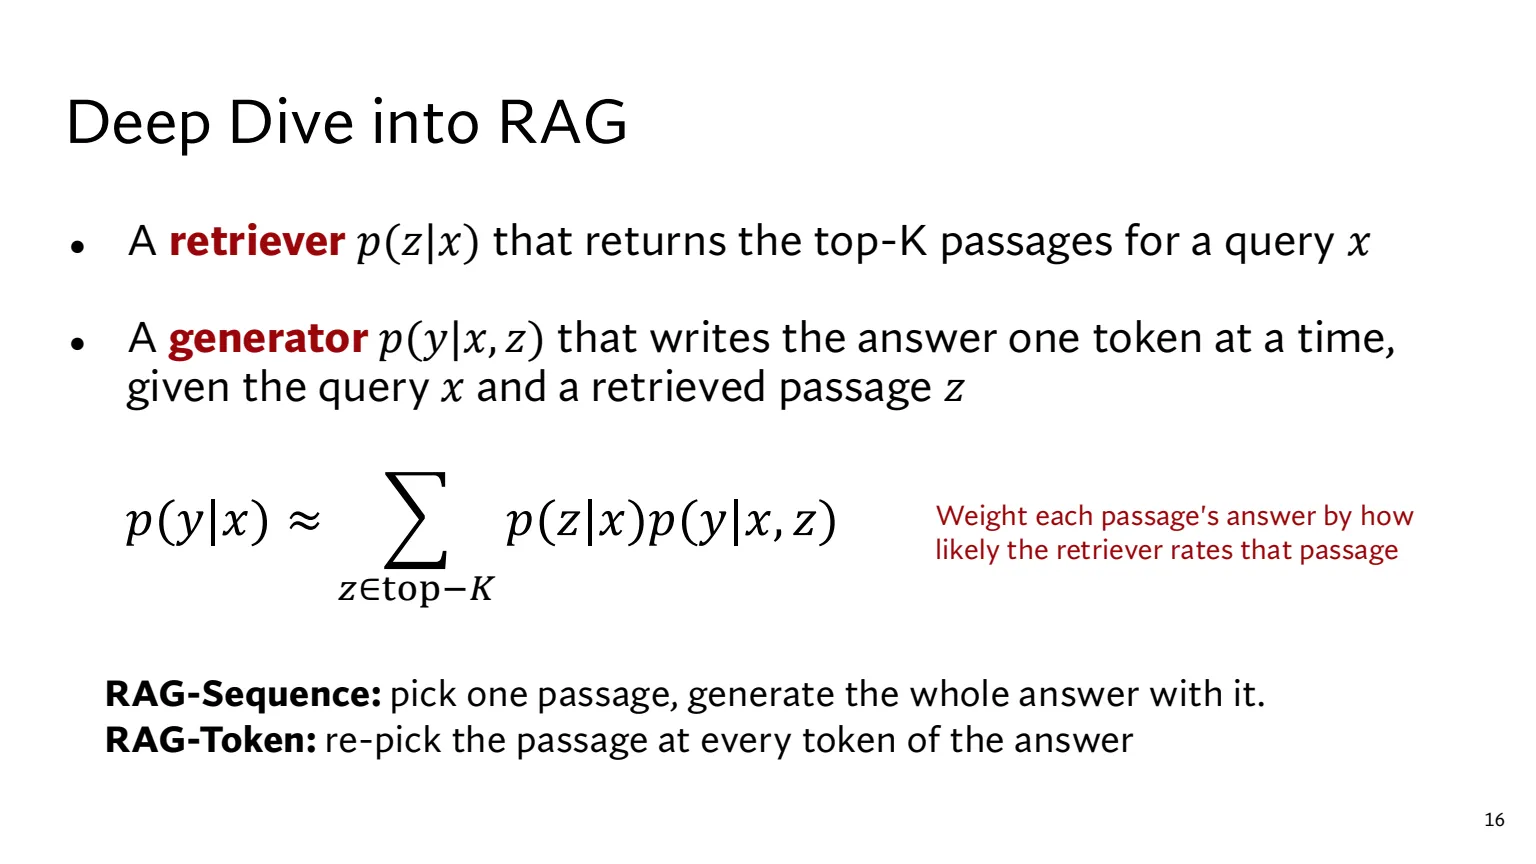 Deep Dive into RAG
• A retriever p(z|x) that returns the top-K passages for a query x
• A generator p(y|x, z) that writes the answer one token at a time,
given the query x and a retrieved passage z
p(y|x) ≈ ∑ p(z|x)p(y|x, z)
z∈top−K
Weight each passage's answer by how
likely the retriever rates that passage
RAG-Sequence: pick one passage, generate the whole answer with it.
RAG-Token: re-pick the passage at every token of the answer
16